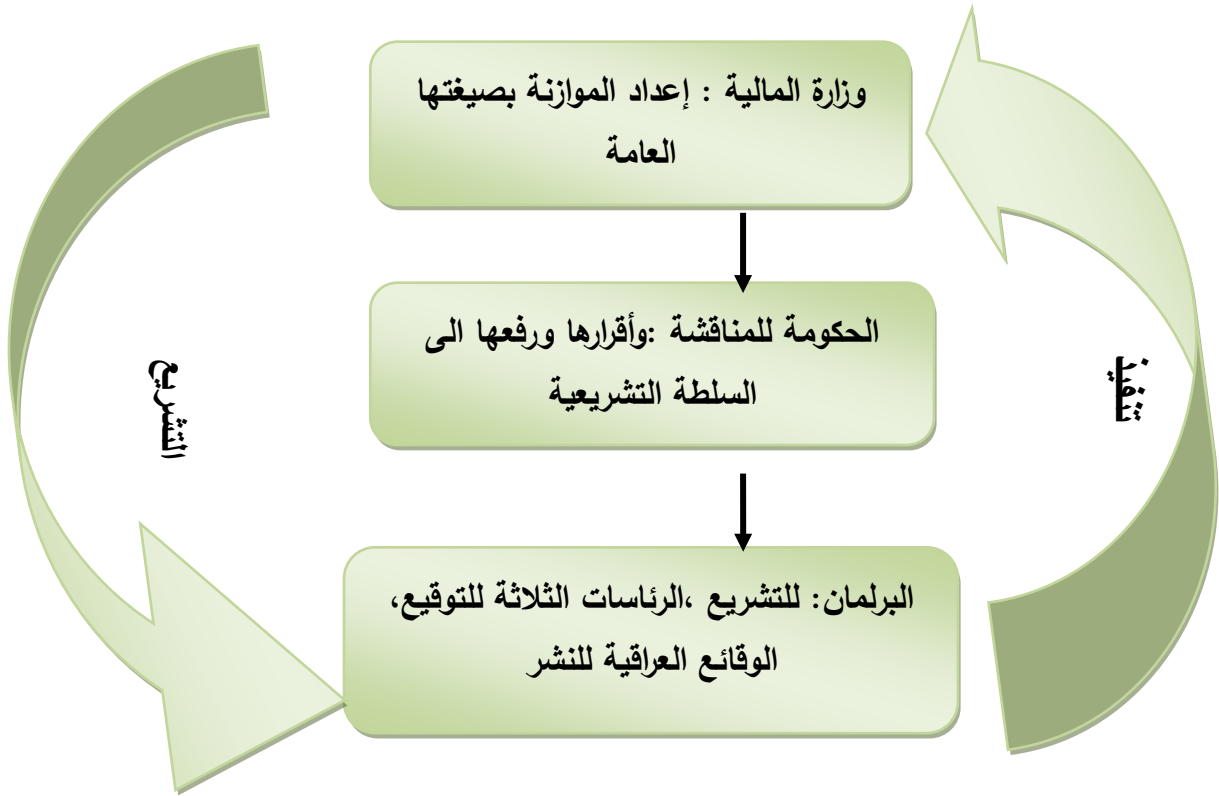 وزارة المالية : إعداد الموازنة بصيغتها
العامة
الحكومة للمناقشة :وأقرارها ورفعها الى
السلطة التشريعية
تنفيذ
التشريع
البرلمان: للتشريع ،الرئاسات الثلاثة للتوقيع،
الوقائع العراقية للنشر